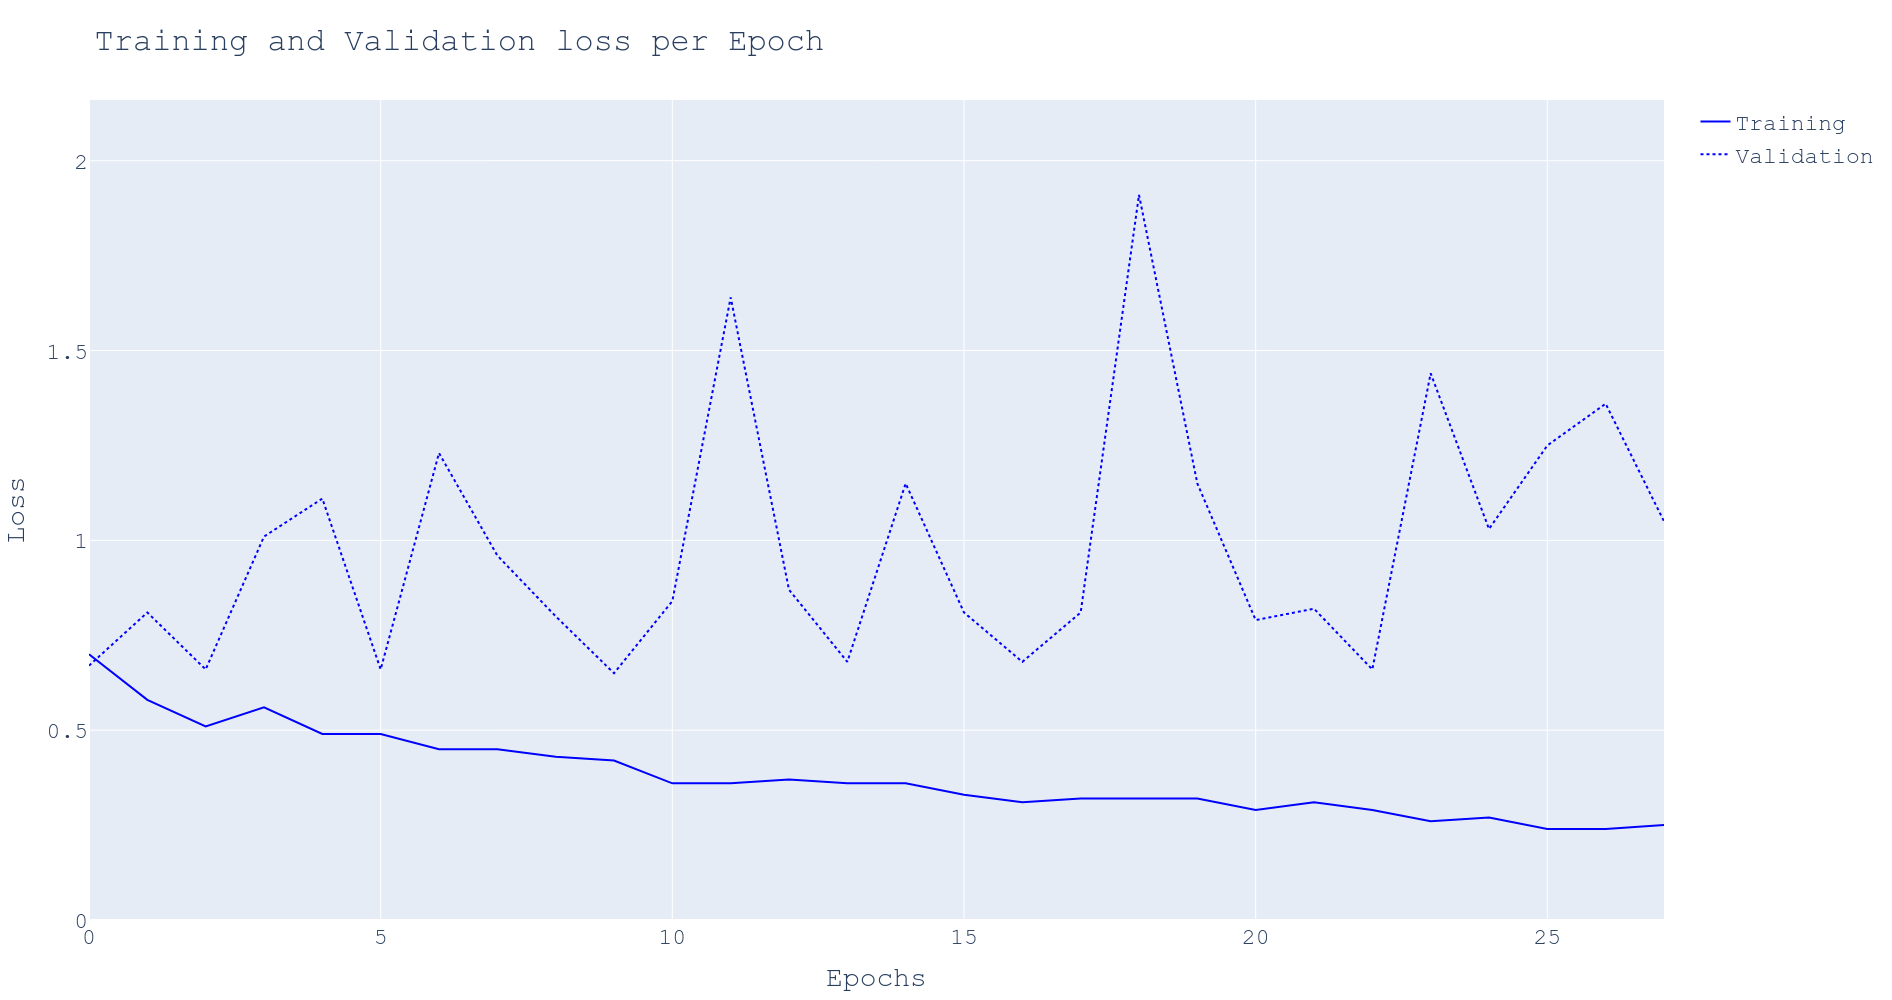 Training and Validation loss per Epoch
Training
Validation
2
1.5
1
0.5
0
Loss
0 5 10 15 20 25
Epochs